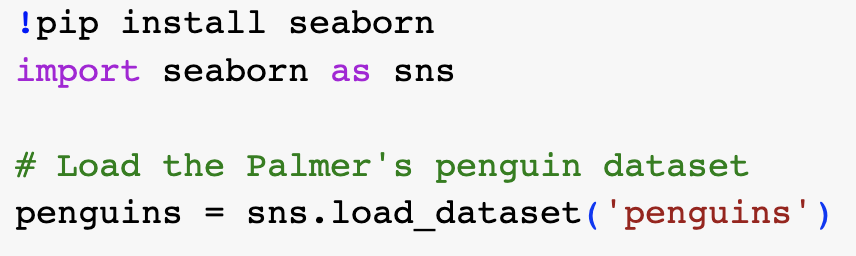 !pip install seaborn
import seaborn as sns
# Load the Palmer's penguin dataset
penguins = sns.load_dataset('penguins')